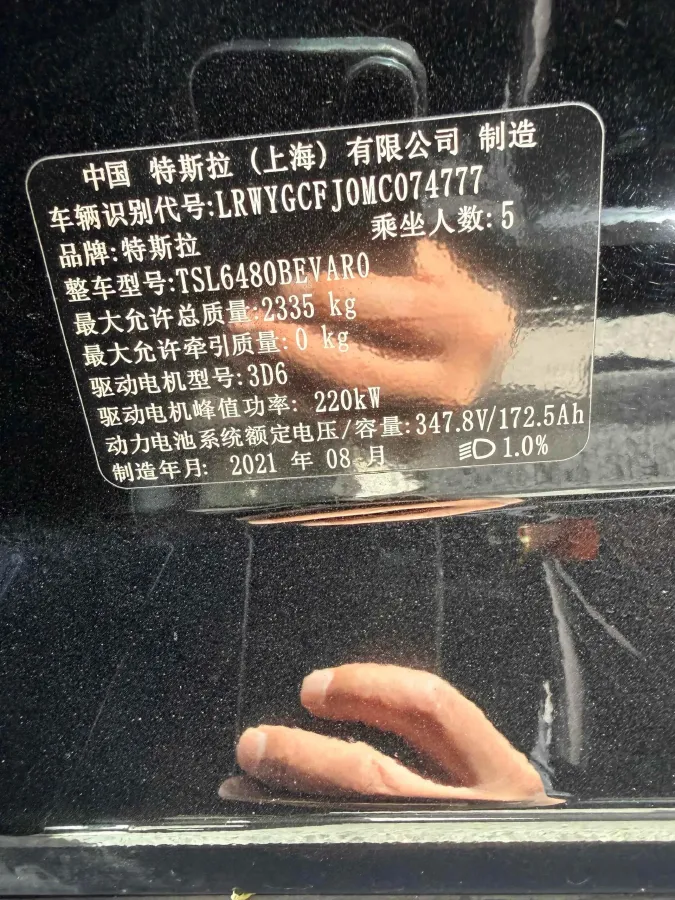 中国 特斯拉 (上海) 有限公司 制造
车辆识别代号:LRWYGCFJ0MC074777
品牌:特斯拉 乘坐人数:5
整车型号:TSL6480BEVAR0
最大允许总质量:2335 kg
最大允许牵引质量:0 kg
驱动电机型号:3D6
驱动电机峰值功率: 220kW
动力电池系统额定电压/容量:347.8V/172.5Ah
制造年月: 2021 年 08 月 1.0%